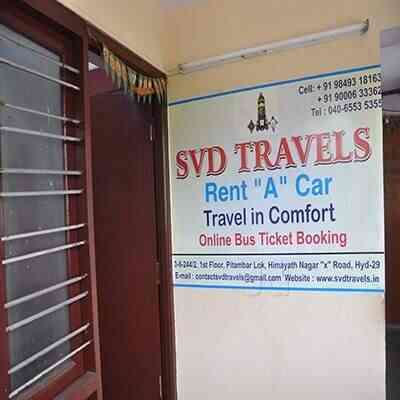 Cell: + 91 98493 18163
+ 91 90006 33362
Tel : 040-6553 5355
SVD TRAVELS
Rent "A" Car
Travel in Comfort
Online Bus Ticket Booking
3-6-244/2, 1st Floor, Pitambar Lok, Himayath Nagar "x" Road, Hyd-29
E-mail : contactsvdtravels@gmail.com Website : www.svdtravels.in